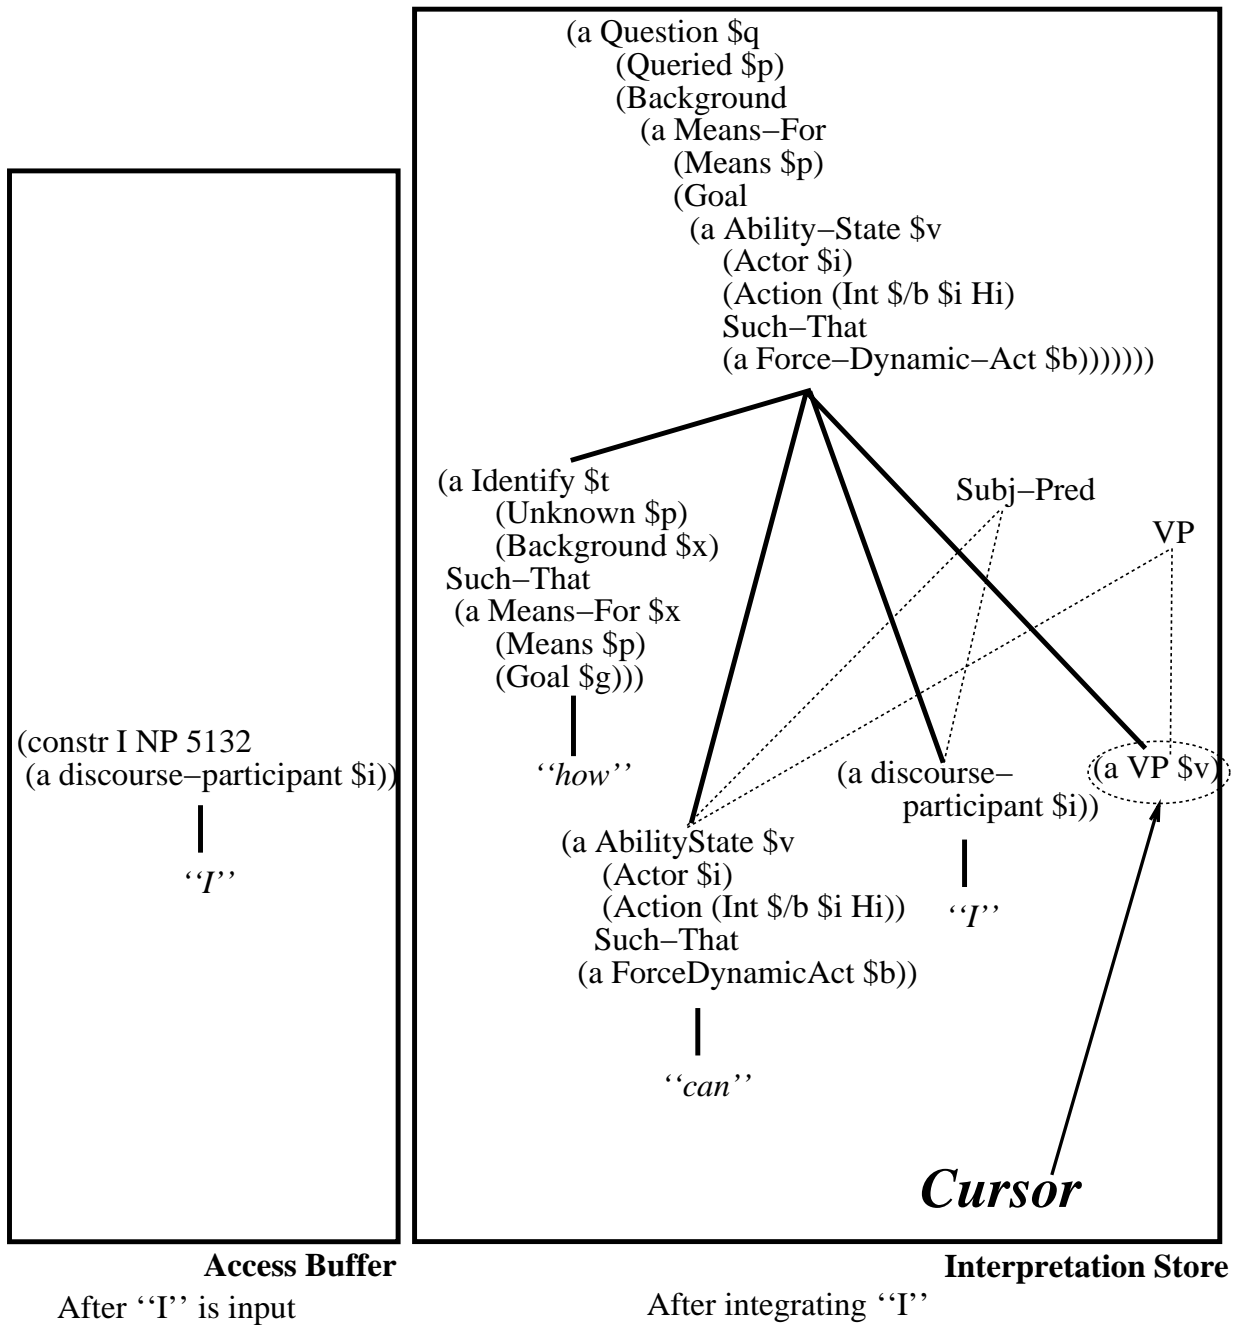 (a Question $q
(Queried $p)
(Background
(a Means−For
(Means $p)
(Goal
(a Ability−State $v
(Actor $i)
(Action (Int $/b $i Hi)
Such−That
(a Force−Dynamic−Act $b)))))))
(a Identify $t
(Unknown $p)
(Background $x)
Such−That
(a Means−For $x
(Means $p)
(Goal $g)))
‘‘how’’
Subj−Pred
VP
(constr I NP 5132
(a discourse−participant $i))
‘‘I’’
(a discourse−
participant $i))
‘‘I’’
(a VP $v)
(a AbilityState $v
(Actor $i)
(Action (Int $/b $i Hi))
Such−That
(a ForceDynamicAct $b))
‘‘can’’
Cursor
Access Buffer
After ‘‘I’’ is input
Interpretation Store
After integrating ‘‘I’’